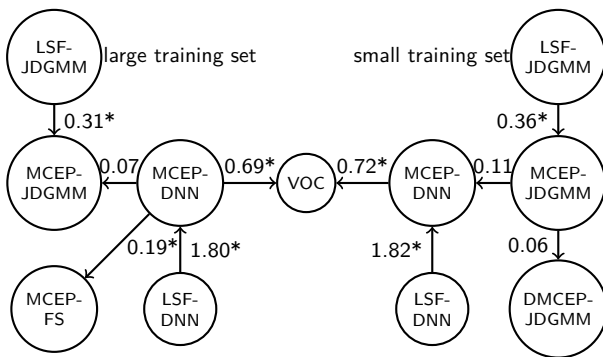 LSF-
JDGMM
large training set
small training set
LSF-
JDGMM
0.31*
0.36*
MCEP-
JDGMM
0.07
MCEP-
DNN
0.69*
VOC
0.72*
MCEP-
DNN
0.11
MCEP-
JDGMM
0.19*
1.80*
1.82*
0.06
MCEP-
FS
LSF-
DNN
LSF-
DNN
DMCEP-
JDGMM